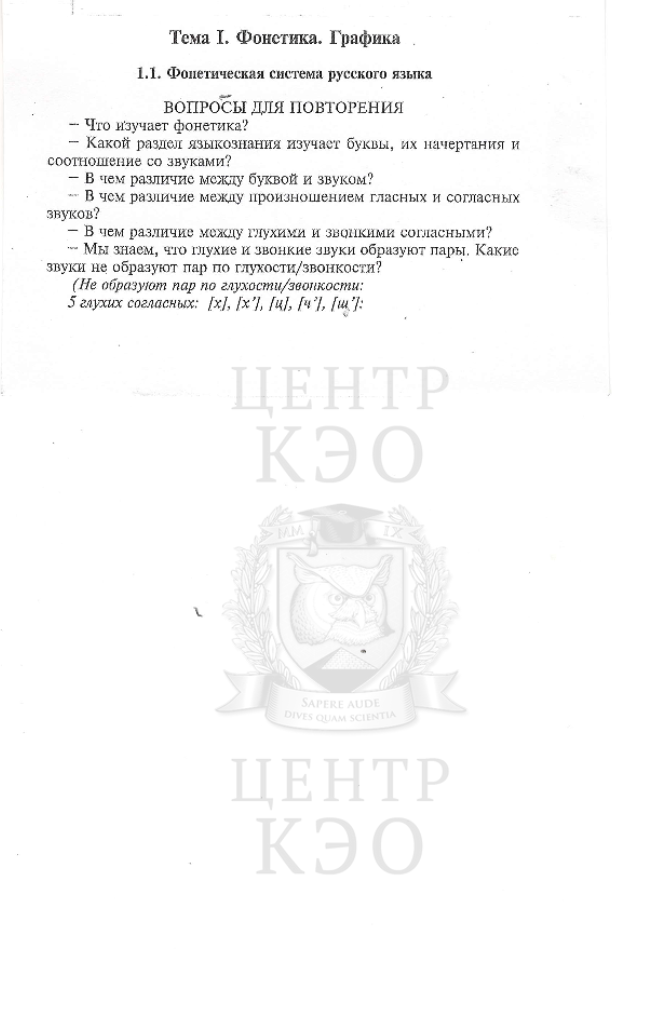 Тема I. Фонетика. Графика
1.1. Фонетическая система русского языка
ВОПРОСЫ ДЛЯ ПОВТОРЕНИЯ
– Что изучает фонетика?
– Какой раздел языкознания изучает буквы, их начертания и
соотношение со звуками?
– В чем различие между буквой и звуком?
– В чем различие между произношением гласных и согласных
звуков?
– В чем различие между глухими и звонкими согласными?
– Мы знаем, что глухие и звонкие звуки образуют пары. Какие
звуки не образуют пар по глухости/звонкости?
(Не образуют пар по глухости/звонкости:
5 глухих согласных: [х], [х’], [ц], [ч’], [щ’]:
ЦЕНТР
КЭО
MM IX
SAPERE AUDE
DIVES QUAM SCIENTIA
ЦЕНТР
КЭО